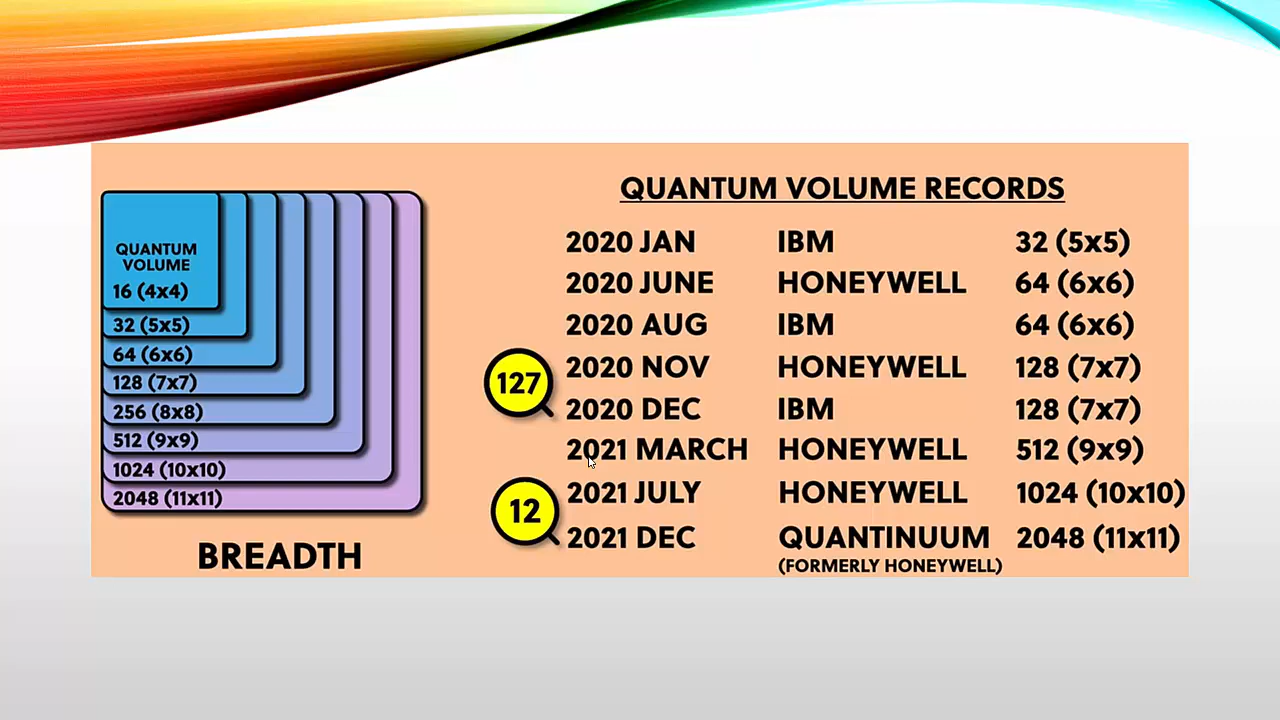 QUANTUM
VOLUME
16 (4x4)
32 (5x5)
64 (6x6)
128 (7x7)
256 (8x8)
512 (9x9)
1024 (10x10)
2048 (11x11)
BREADTH
QUANTUM VOLUME RECORDS
2020 JAN IBM 32 (5x5)
2020 JUNE HONEYWELL 64 (6x6)
2020 AUG IBM 64 (6x6)
127
2020 NOV HONEYWELL 128 (7x7)
2020 DEC IBM 128 (7x7)
2021 MARCH HONEYWELL 512 (9x9)
12
2021 JULY HONEYWELL 1024 (10x10)
2021 DEC QUANTINUUM 2048 (11x11)
(FORMERLY HONEYWELL)